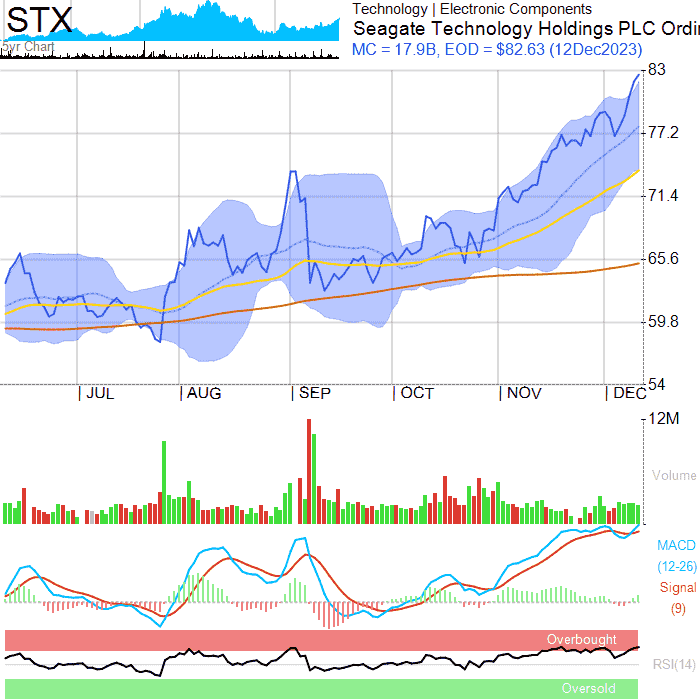 STX
5yr Chart
Technology | Electronic Components
Seagate Technology Holdings PLC Ordi
MC = 17.9B, EOD = $82.63 (12Dec2023)
83
77.2
71.4
65.6
59.8
54
JUL
AUG
SEP
OCT
NOV
DEC
12M
Volume
MACD
(12-26)
Signal
(9)
Overbought
RSI(14)
Oversold